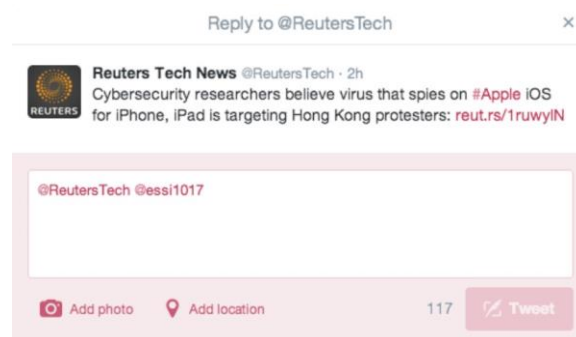 Reply to @ReutersTech
×
REUTERS
Reuters Tech News @ReutersTech · 2h
Cybersecurity researchers believe virus that spies on #Apple iOS
for iPhone, iPad is targeting Hong Kong protesters: reut.rs/1ruwylN
@ReutersTech @essi1017
Add photo Add location 117 Tweet